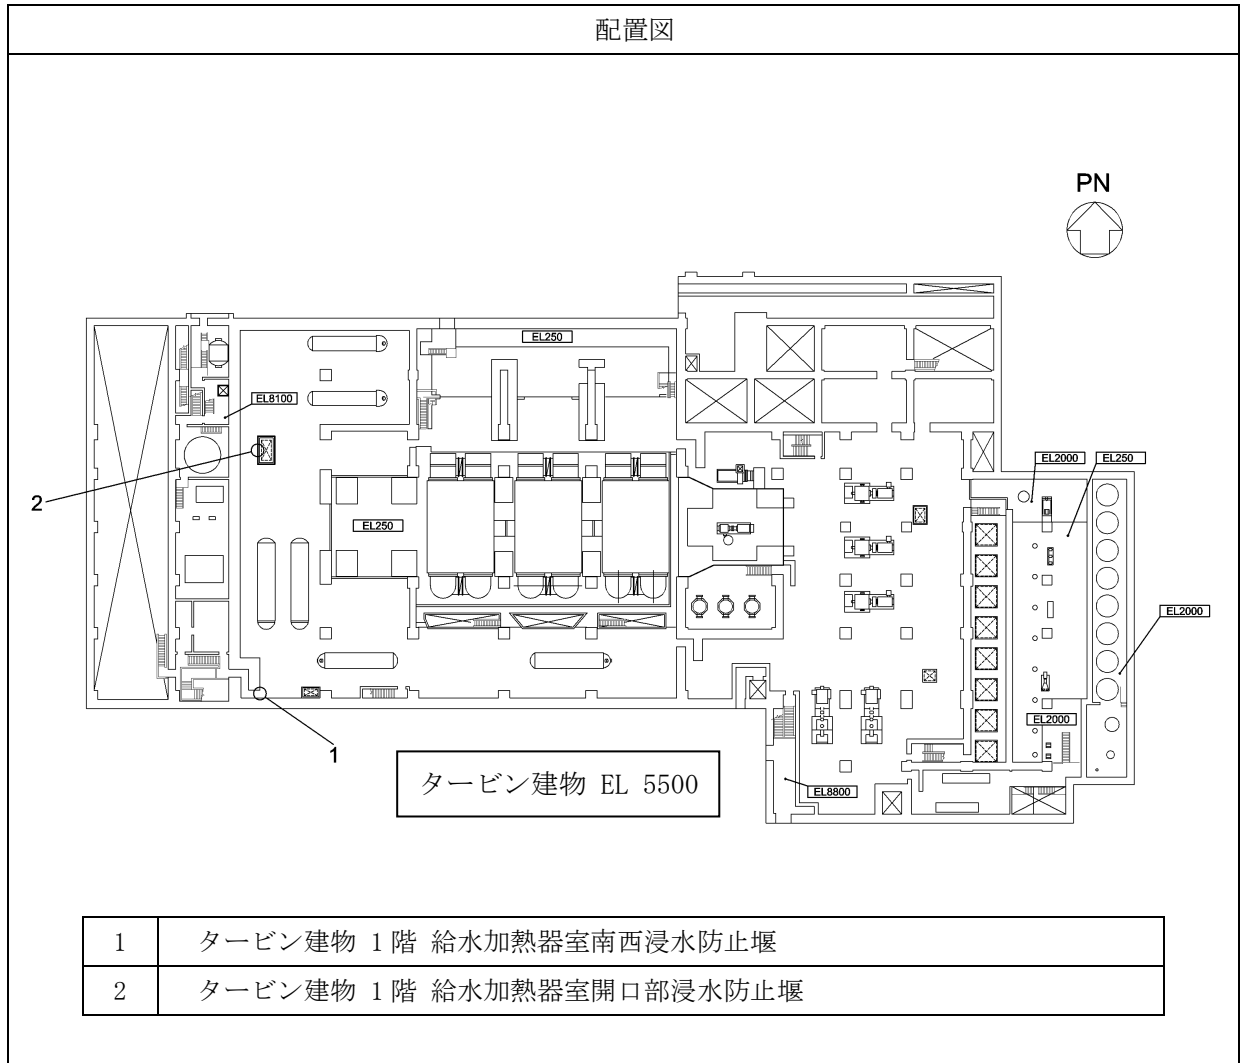 配置図
PN
EL250
EL8100
EL2000
EL250
2
EL250
EL2000
1
EL2000
タービン建物 EL 5500
EL8800
1 タービン建物 1階 給水加熱器室南西浸水防止堰
2 タービン建物 1階 給水加熱器室開口部浸水防止堰